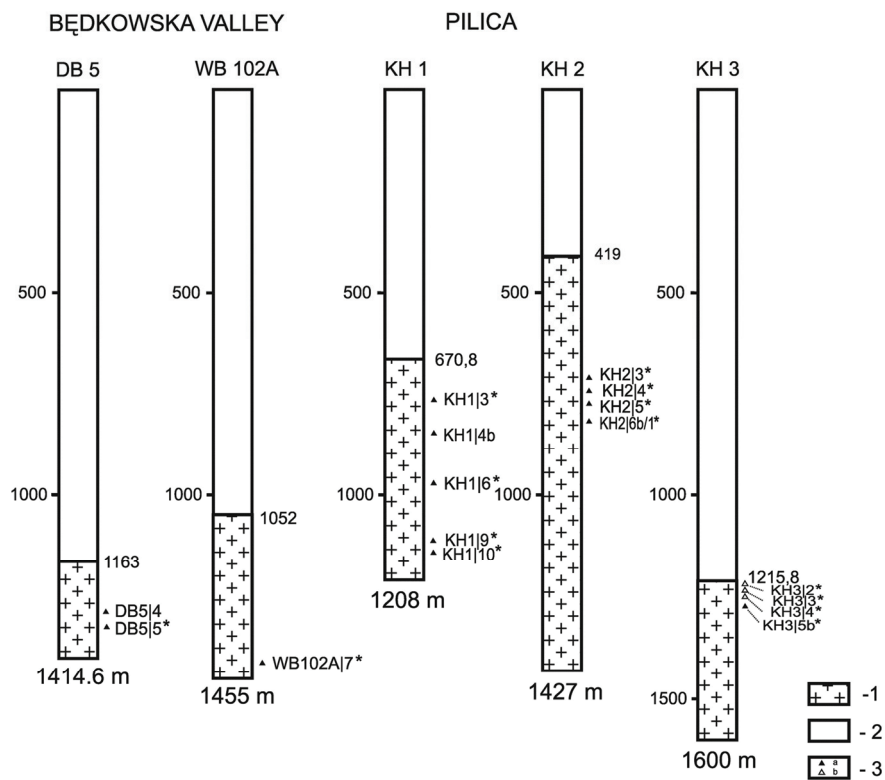 BĘDKOWSKA VALLEY
PILICA
DB 5
WB 102A
KH 1
KH 2
KH 3
500
1000
1163
DB5|4
DB5|5*
1414.6 m
1052
WB102A|7*
1455 m
500
1000
670,8
KH1|3*
KH1|4b
KH1|6*
KH1|9*
KH1|10*
1208 m
419
500
KH2|3*
KH2|4*
KH2|5*
KH2|6b/1*
1000
1427 m
500
1000
1215,8
KH3|2*
KH3|3*
KH3|4*
KH3|5b*
1500
1600 m
500
1000
-1
- 2
a
b
- 3